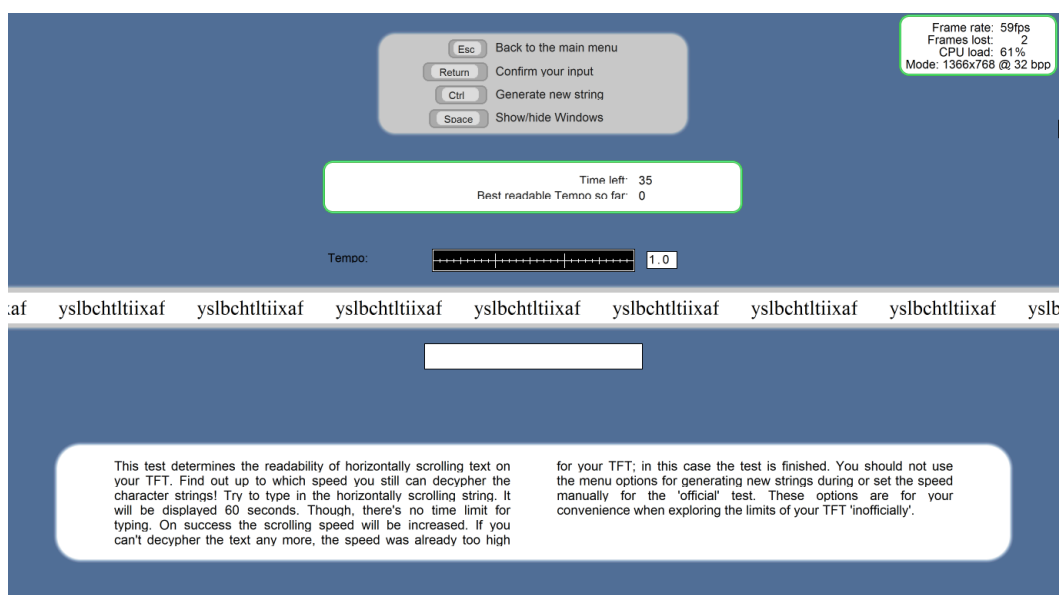 Frame rate: 59fps
Frames lost: 2
CPU load: 61%
Mode: 1366x768 @ 32 bpp
Esc Back to the main menu
Return Confirm your input
Ctrl Generate new string
Space Show/hide Windows
Time left: 35
Best readable Tempo so far: 0
Tempo: 1.0
xaf yslbchtltiixaf yslbchtltiixaf yslbchtltiixaf yslbchtltiixaf yslbchtltiixaf yslbchtltiixaf yslbchtltiixaf yslb
This test determines the readability of horizontally scrolling text on
your TFT. Find out up to which speed you still can decypher the
character strings! Try to type in the horizontally scrolling string. It
will be displayed 60 seconds. Though, there's no time limit for
typing. On success the scrolling speed will be increased. If you
can't decypher the text any more, the speed was already too high
for your TFT; in this case the test is finished. You should not use
the menu options for generating new strings during or set the speed
manually for the 'official' test. These options are for your
convenience when exploring the limits of your TFT 'inofficially'.